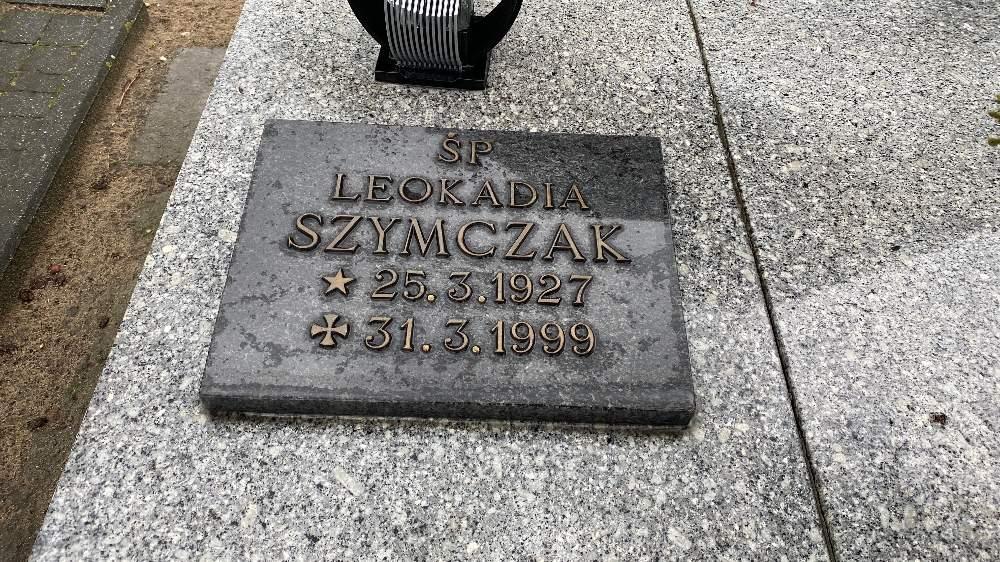 ŚP
LEOKADIA
SZYMCZAK
25.3.1927
31.3.1999